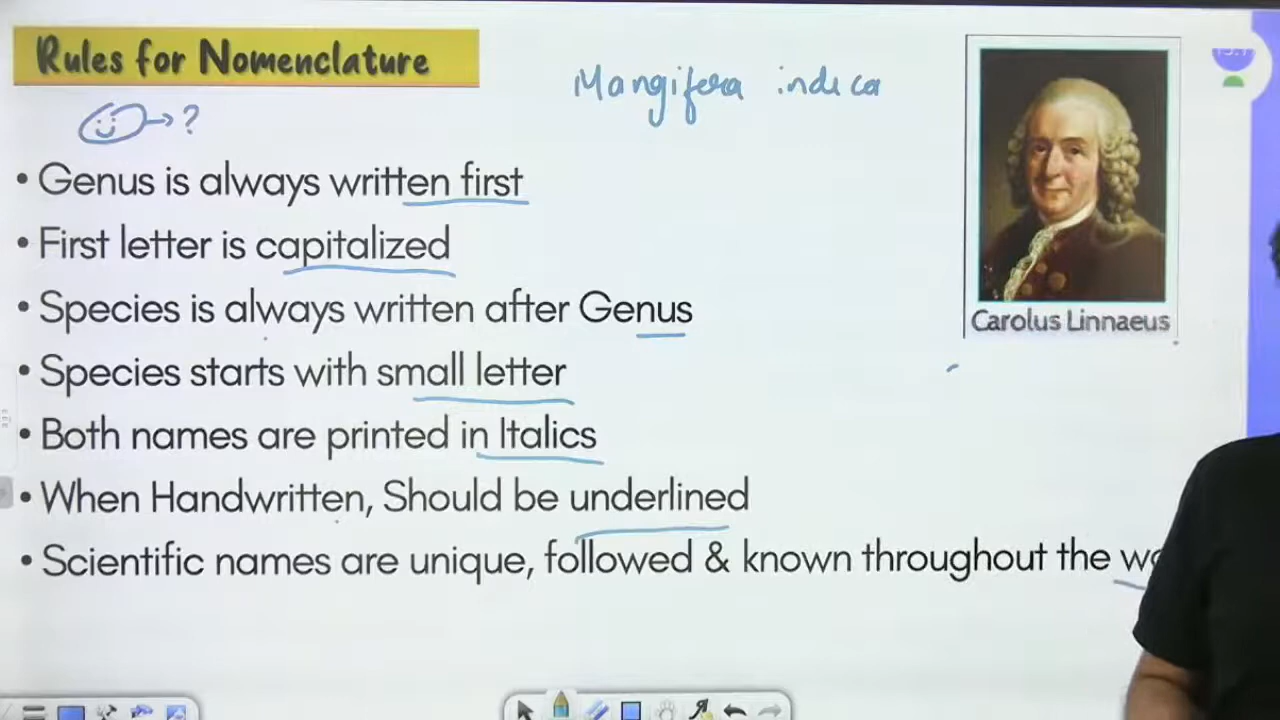 Rules for Nomenclature
Mangifera indica
?
• Genus is always written first
• First letter is capitalized
• Species is always written after Genus
• Species starts with small letter
• Both names are printed in Italics
• When Handwritten, Should be underlined
• Scientific names are unique, followed & known throughout the
Carolus Linnaeus